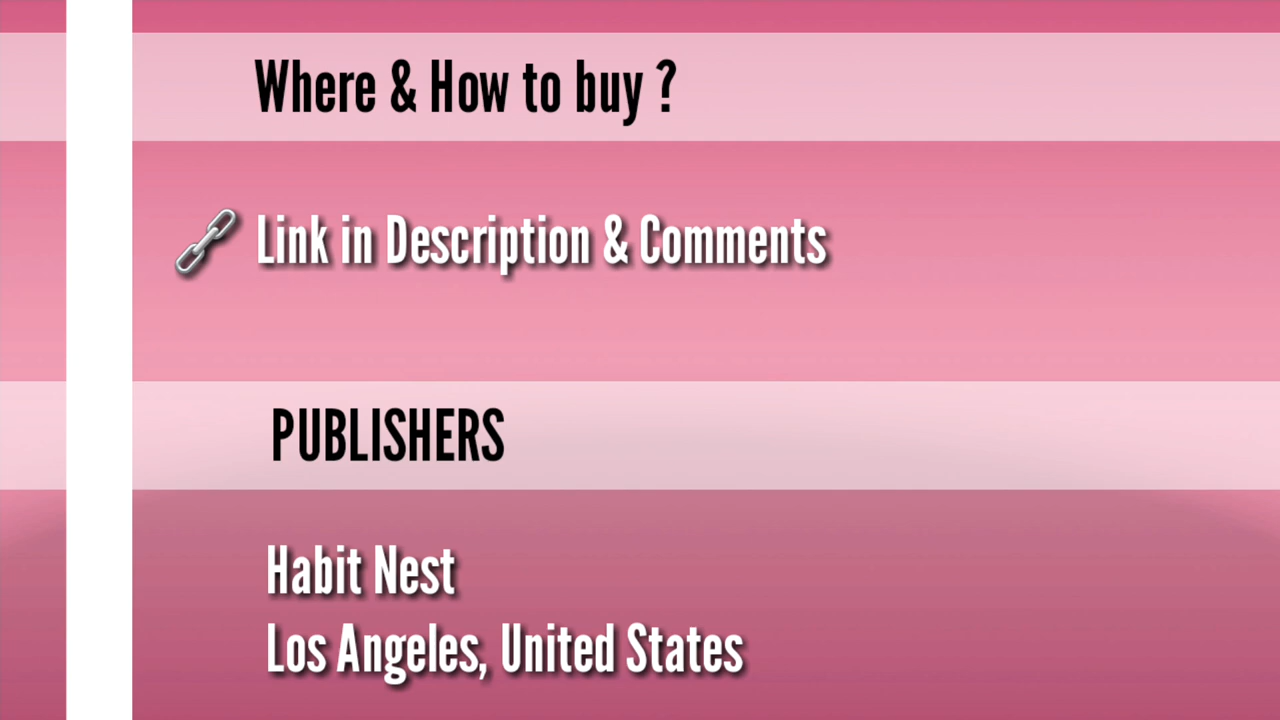 Where & How to buy ?
Link in Description & Comments
PUBLISHERS
Habit Nest
Los Angeles, United States